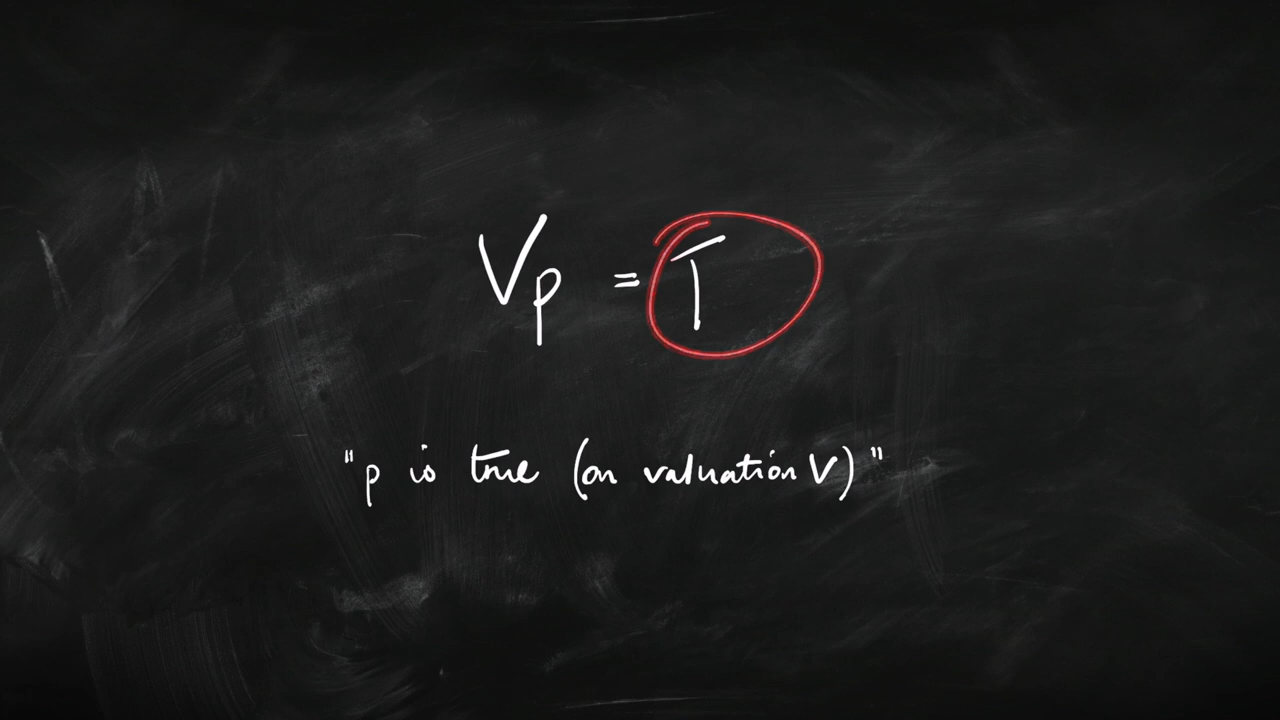 Vp = T
"p is true (on valuation V)"